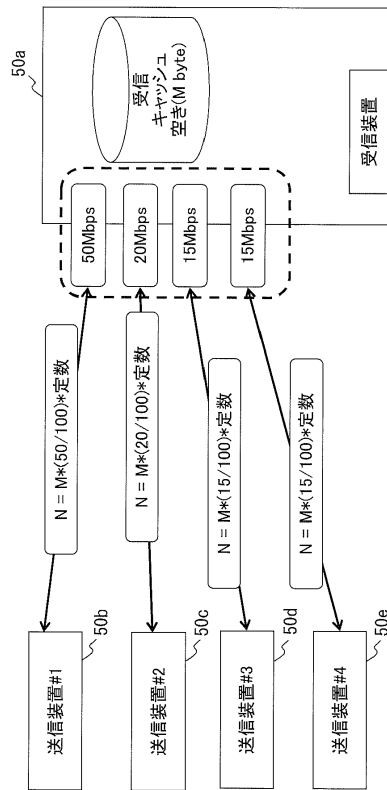 50a
受信
キャッシュ
空き(M byte)
受信装置
50Mbps
20Mbps
15Mbps
15Mbps
N = M*(50/100)*定数
N = M*(20/100)*定数
N = M*(15/100)*定数
N = M*(15/100)*定数
送信装置#1
50b
送信装置#2
50c
送信装置#3
50d
送信装置#4
50e